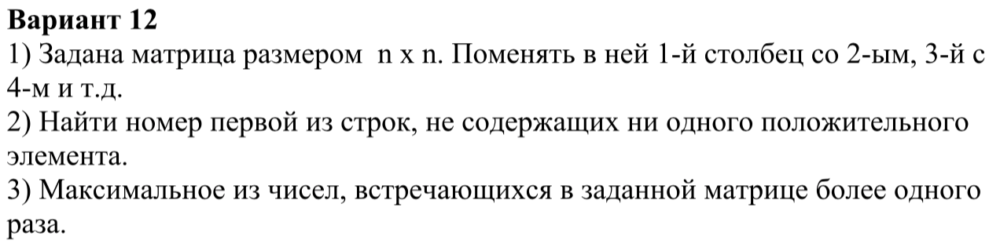 Вариант 12
1) Задана матрица размером n x n. Поменять в ней 1-й столбец со 2-ым, 3-й с
4-м и т.д.
2) Найти номер первой из строк, не содержащих ни одного положительного
элемента.
3) Максимальное из чисел, встречающихся в заданной матрице более одного
раза.